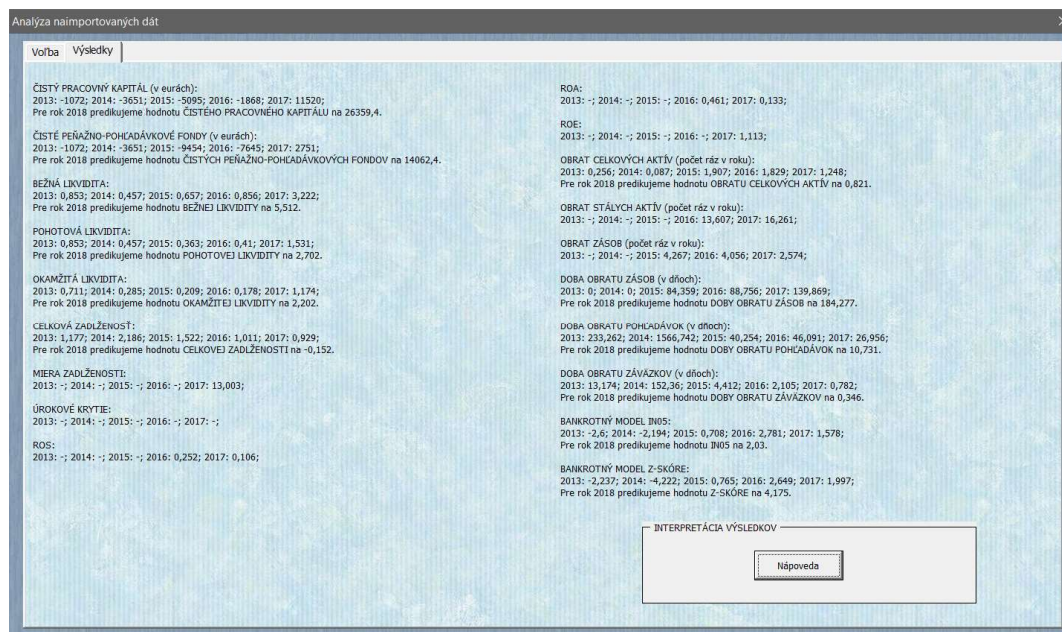 Analýza naimportovaných dát
Voľba Výsledky
ČISTÝ PRACOVNÝ KAPITÁL (v eurách):
2013: -1072; 2014: -3651; 2015: -5095; 2016: -1868; 2017: 11520;
Pre rok 2018 predikujeme hodnotu ČISTÉHO PRACOVNÉHO KAPITÁLU na 26359,4.
ČISTÉ PEŇAŽNO-POHĽADÁVKOVÉ FONDY (v eurách):
2013: -1072; 2014: -3651; 2015: -9454; 2016: -7645; 2017: 2751;
Pre rok 2018 predikujeme hodnotu ČISTÝCH PEŇAŽNO-POHĽADÁVKOVÝCH FONDOV na 14062,4.
BEŽNÁ LIKVIDITA:
2013: 0,853; 2014: 0,457; 2015: 0,657; 2016: 0,856; 2017: 3,222;
Pre rok 2018 predikujeme hodnotu BEŽNEJ LIKVIDITY na 5,512.
POHOTOVÁ LIKVIDITA:
2013: 0,853; 2014: 0,457; 2015: 0,363; 2016: 0,41; 2017: 1,531;
Pre rok 2018 predikujeme hodnotu POHOTOVEJ LIKVIDITY na 2,702.
OKAMŽITÁ LIKVIDITA:
2013: 0,711; 2014: 0,285; 2015: 0,209; 2016: 0,178; 2017: 1,174;
Pre rok 2018 predikujeme hodnotu OKAMŽITEJ LIKVIDITY na 2,202.
CELKOVÁ ZADLŽENOSŤ:
2013: 1,177; 2014: 2,186; 2015: 1,522; 2016: 1,011; 2017: 0,929;
Pre rok 2018 predikujeme hodnotu CELKOVEJ ZADLŽENOSTI na -0,152.
MIERA ZADLŽENOSTI:
2013: -; 2014: -; 2015: -; 2016: -; 2017: 13,003;
ÚROKOVÉ KRYTIE:
2013: -; 2014: -; 2015: -; 2016: -; 2017: -;
ROS:
2013: -; 2014: -; 2015: -; 2016: 0,252; 2017: 0,106;
ROA:
2013: -; 2014: -; 2015: -; 2016: 0,461; 2017: 0,133;
ROE:
2013: -; 2014: -; 2015: -; 2016: -; 2017: 1,113;
OBRAT CELKOVÝCH AKTÍV (počet ráz v roku):
2013: 0,256; 2014: 0,087; 2015: 1,907; 2016: 1,829; 2017: 1,248;
Pre rok 2018 predikujeme hodnotu OBRATU CELKOVÝCH AKTÍV na 0,821.
OBRAT STÁLYCH AKTÍV (počet ráz v roku):
2013: -; 2014: -; 2015: -; 2016: 13,607; 2017: 16,261;
OBRAT ZÁSOB (počet ráz v roku):
2013: -; 2014: -; 2015: 4,267; 2016: 4,056; 2017: 2,574;
DOBA OBRATU ZÁSOB (v dňoch):
2013: 0; 2014: 0; 2015: 84,359; 2016: 88,756; 2017: 139,869;
Pre rok 2018 predikujeme hodnotu DOBY OBRATU ZÁSOB na 184,277.
DOBA OBRATU POHĽADÁVOK (v dňoch):
2013: 233,262; 2014: 1566,742; 2015: 40,254; 2016: 46,091; 2017: 26,956;
Pre rok 2018 predikujeme hodnotu DOBY OBRATU POHĽADÁVOK na 10,731.
DOBA OBRATU ZÁVÄZKOV (v dňoch):
2013: 13,174; 2014: 152,36; 2015: 4,412; 2016: 2,105; 2017: 0,782;
Pre rok 2018 predikujeme hodnotu DOBY OBRATU ZÁVÄZKOV na 0,346.
BANKROTNÝ MODEL IN05:
2013: -2,6; 2014: -2,194; 2015: 0,708; 2016: 2,781; 2017: 1,578;
Pre rok 2018 predikujeme hodnotu IN05 na 2,03.
BANKROTNÝ MODEL Z-SKÓRE:
2013: -2,237; 2014: -4,222; 2015: 0,765; 2016: 2,649; 2017: 1,997;
Pre rok 2018 predikujeme hodnotu Z-SKÓRE na 4,175.
INTERPRETÁCIA VÝSLEDKOV
Nápoveda